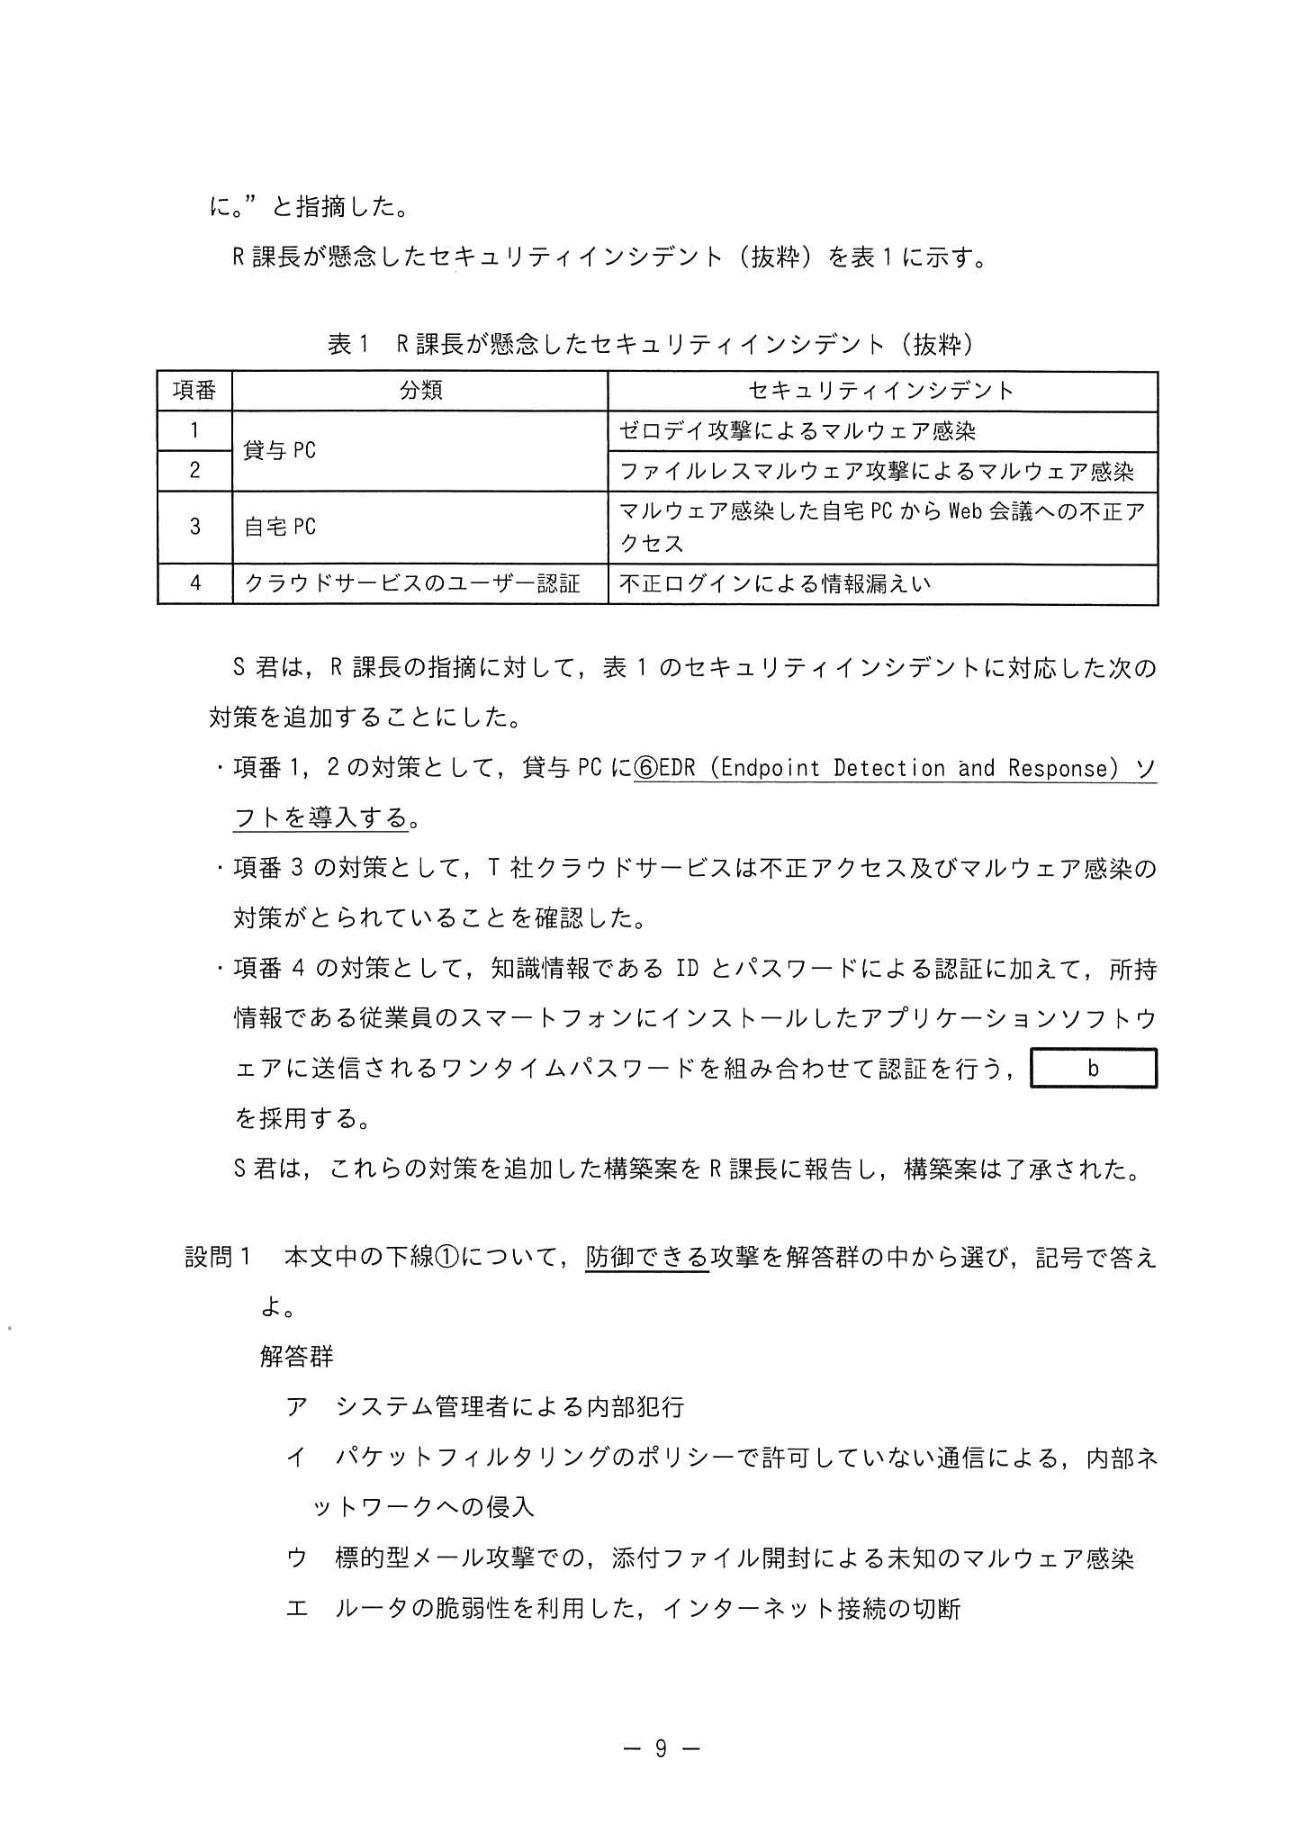 に。”と指摘した。
R課長が懸念したセキュリティインシデント（抜粋）を表1に示す。
表1　R課長が懸念したセキュリティインシデント（抜粋）
項番 分類 セキュリティインシデント
1 貸与PC ゼロデイ攻撃によるマルウェア感染
2 ファイルレスマルウェア攻撃によるマルウェア感染
3 自宅PC マルウェア感染した自宅PCからWeb会議への不正ア
クセス
4 クラウドサービスのユーザー認証 不正ログインによる情報漏えい
S君は，R課長の指摘に対して，表1のセキュリティインシデントに対応した次の
対策を追加することにした。
・項番1，2の対策として，貸与PCに⑥EDR（Endpoint Detection and Response）ソ
フトを導入する。
・項番3の対策として，T社クラウドサービスは不正アクセス及びマルウェア感染の
対策がとられていることを確認した。
・項番4の対策として，知識情報であるIDとパスワードによる認証に加えて，所持
情報である従業員のスマートフォンにインストールしたアプリケーションソフトウ
ェアに送信されるワンタイムパスワードを組み合わせて認証を行う， b
を採用する。
S君は，これらの対策を追加した構築案をR課長に報告し，構築案は了承された。
設問1　本文中の下線①について，防御できる攻撃を解答群の中から選び，記号で答え
よ。
解答群
ア　システム管理者による内部犯行
イ　パケットフィルタリングのポリシーで許可していない通信による，内部ネ
ットワークへの侵入
ウ　標的型メール攻撃での，添付ファイル開封による未知のマルウェア感染
エ　ルータの脆弱性を利用した，インターネット接続の切断
－ 9 －